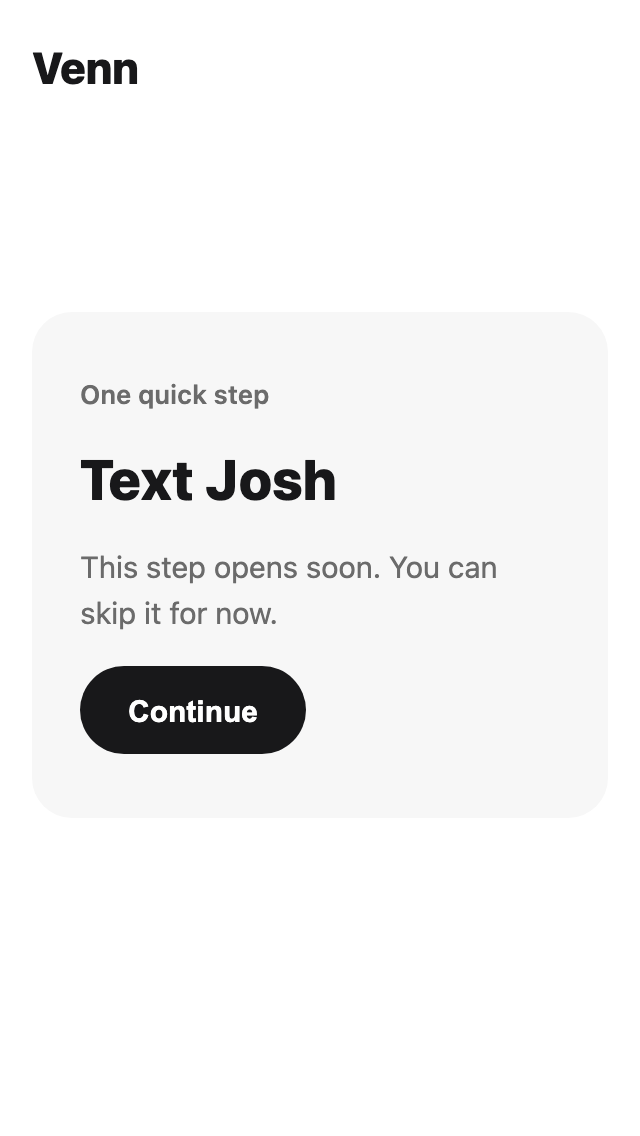 Venn
One quick step
Text Josh
This step opens soon. You can
skip it for now.
Continue